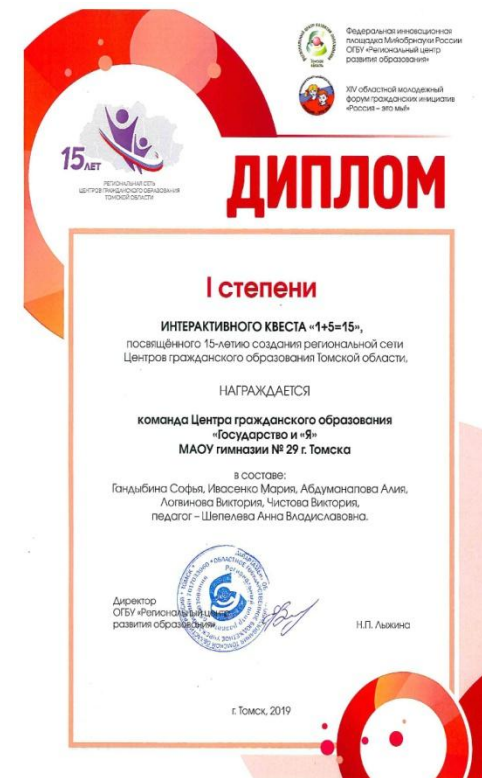 Федеральная инновационная
площадка Минобрнауки России
ОГБУ «Региональный центр
развития образования»
XIV областной молодежный
форум гражданских инициатив
«Россия – это мы!»
15 ЛЕТ
РЕГИОНАЛЬНАЯ СЕТЬ
ЦЕНТРОВ ГРАЖДАНСКОГО ОБРАЗОВАНИЯ
ТОМСКОЙ ОБЛАСТИ
ДИПЛОМ
I степени
ИНТЕРАКТИВНОГО КВЕСТА «1+5=15»,
посвящённого 15-летию создания региональной сети
Центров гражданского образования Томской области,
НАГРАЖДАЕТСЯ
команда Центра гражданского образования
«Государство и «Я»
МАОУ гимназии № 29 г. Томска
в составе:
Гандыбина Софья, Ивасенко Мария, Абдуманапова Алия,
Логвинова Виктория, Чистова Виктория,
педагог – Шепелева Анна Владиславовна.
Директор
ОГБУ «Региональный центр
развития образования»
Н.П. Лыжина
г. Томск, 2019